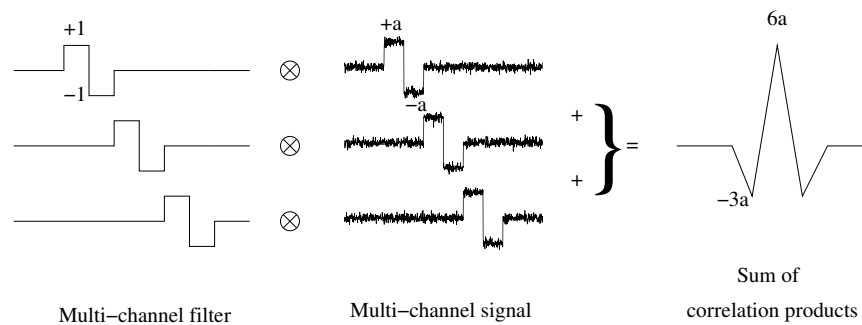 +1
−1
+a
−a
+
+
=
6a
−3a
Multi−channel filter
Multi−channel signal
Sum of
correlation products